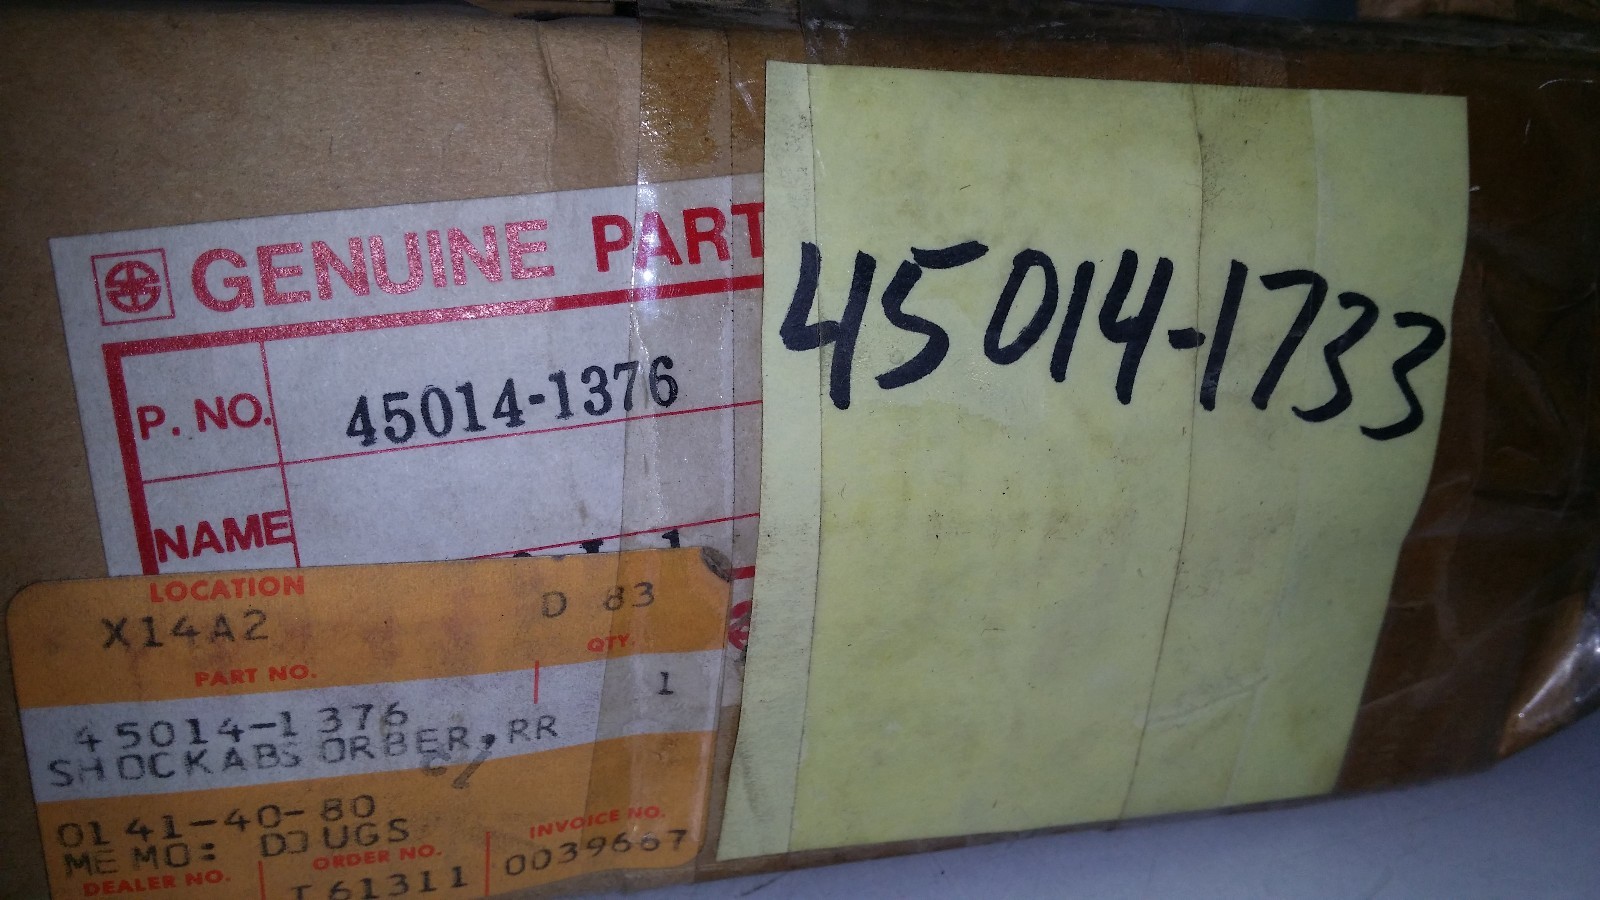 GENUINE PART
P. NO. 45014-1376
45014-1733
NAME
LOCATION
X14A2 D 83
PART NO. QTY.
45014-1376 1
SHOCKABSORBER,RR
0141-40-80
MEMO: DOUGS
DEALER NO. ORDER NO. INVOICE NO.
T61311 0039667